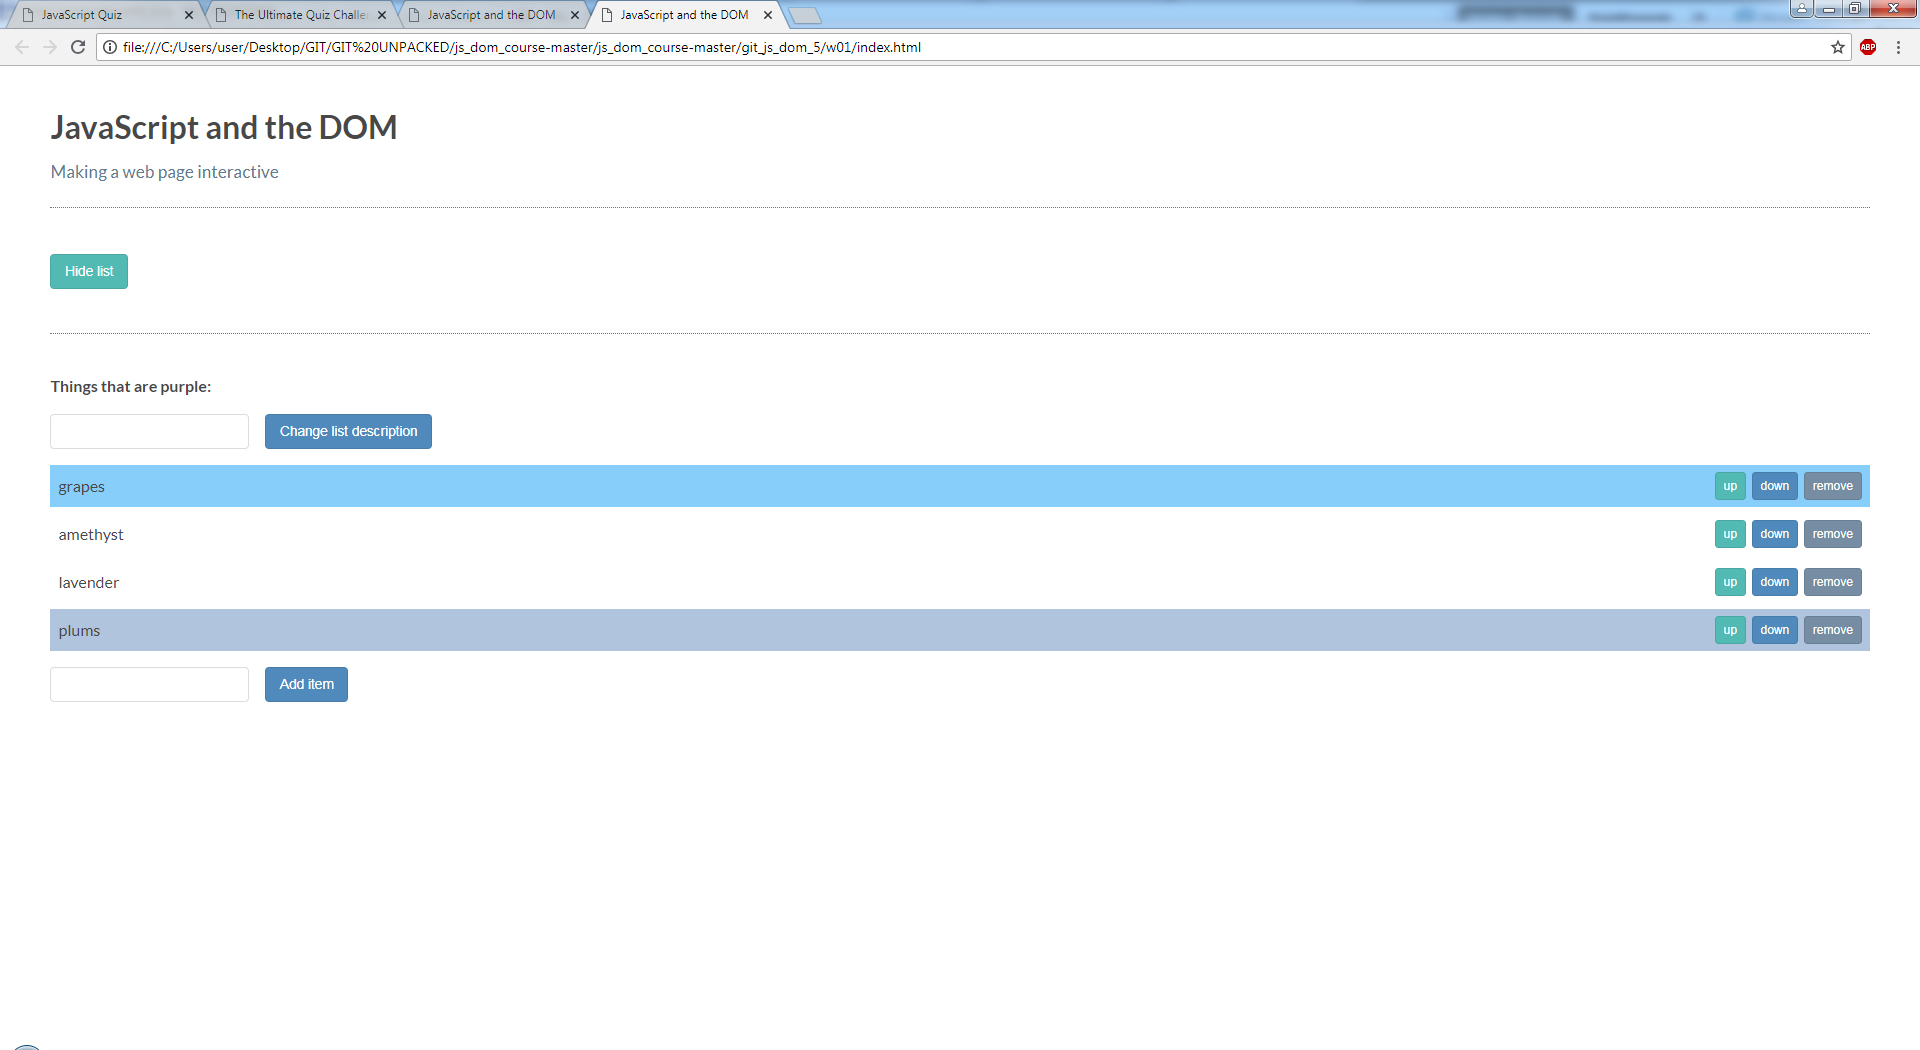 JavaScript Quiz
The Ultimate Quiz Challe
JavaScript and the DOM
JavaScript and the DOM
file:///C:/Users/user/Desktop/GIT/GIT%20UNPACKED/js_dom_course-master/js_dom_course-master/git_js_dom_5/w01/index.html
ABP
JavaScript and the DOM
Making a web page interactive
Hide list
Things that are purple:
Change list description
grapes up down remove
amethyst up down remove
lavender up down remove
plums up down remove
Add item